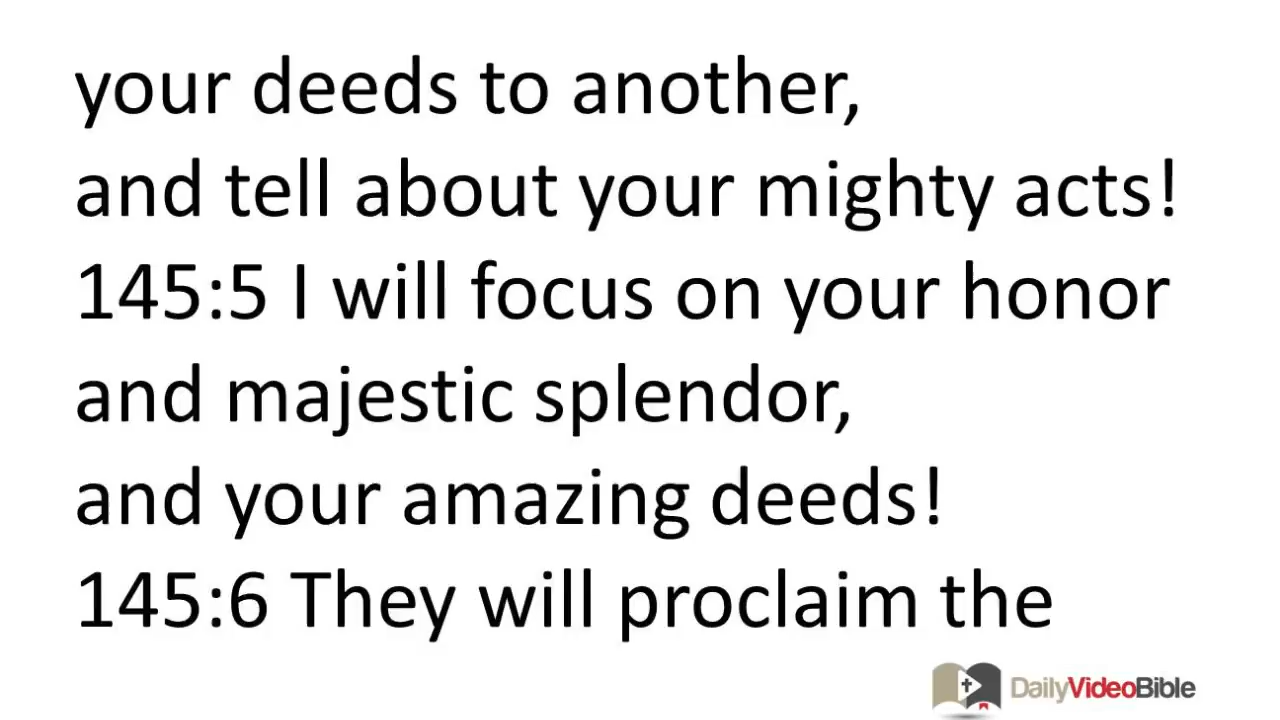 your deeds to another,
and tell about your mighty acts!
145:5 I will focus on your honor
and majestic splendor,
and your amazing deeds!
145:6 They will proclaim the
DailyVideoBible